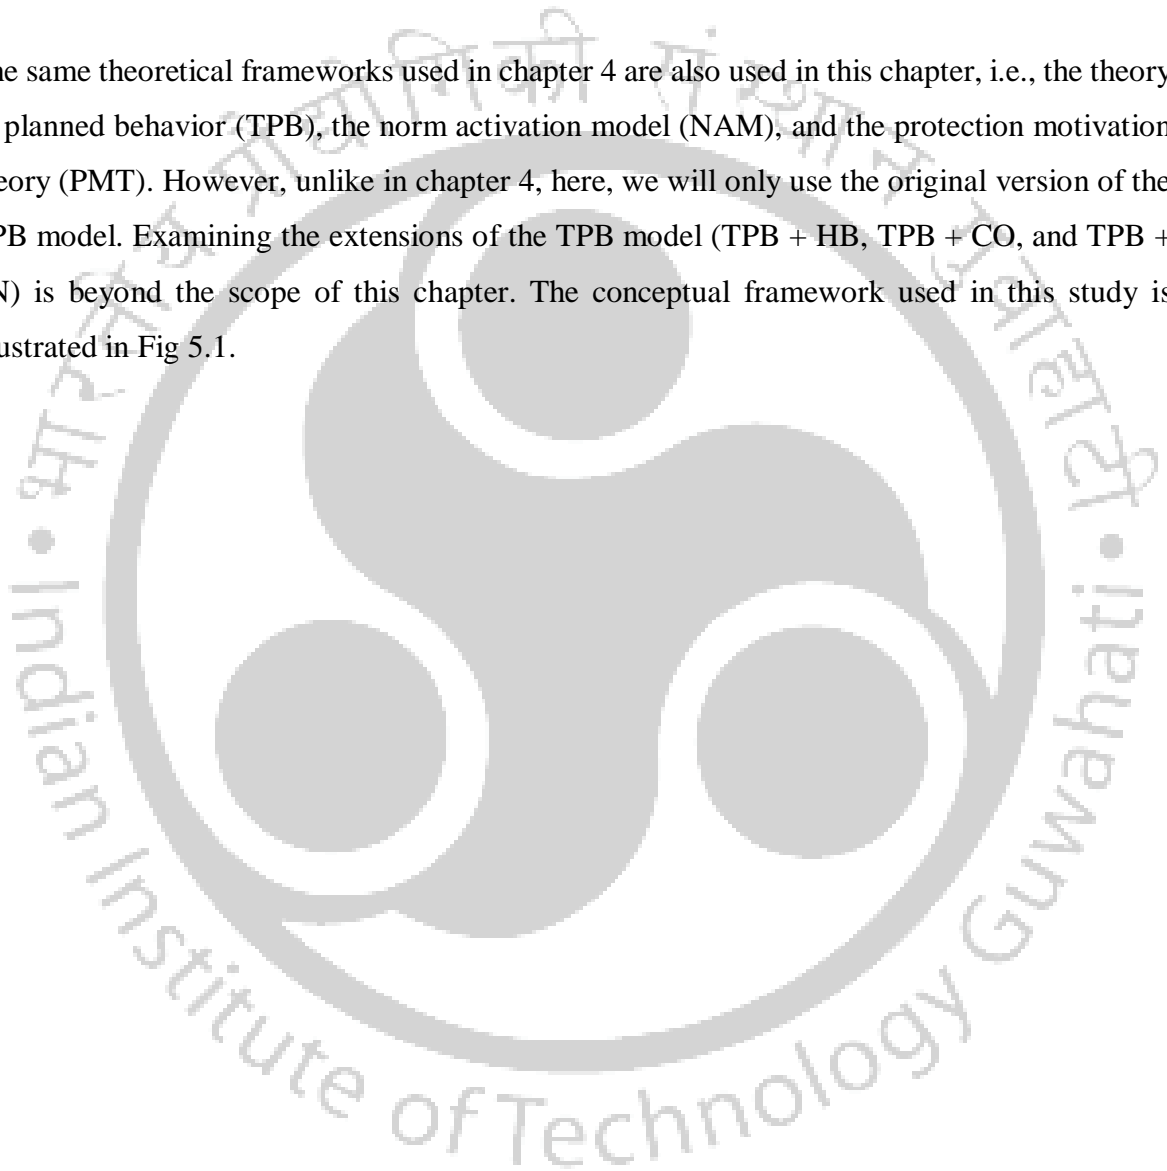 he same theoretical frameworks used in chapter 4 are also used in this chapter, i.e., the theory
planned behavior (TPB), the norm activation model (NAM), and the protection motivation
eory (PMT). However, unlike in chapter 4, here, we will only use the original version of the
PB model. Examining the extensions of the TPB model (TPB + HB, TPB + CO, and TPB +
N) is beyond the scope of this chapter. The conceptual framework used in this study is
ustrated in Fig 5.1.
भारतीय प्रौद्योगिकी संस्थान गुवाहाटी
Indian Institute of Technology Guwahati